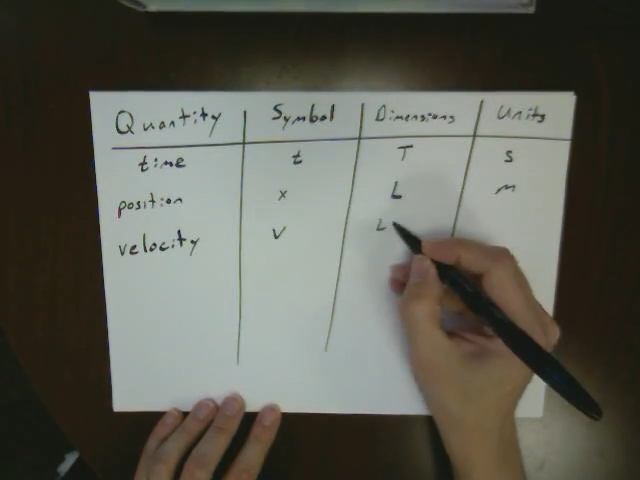 Quantity Symbol Dimensions Units
time t T s
position x L m
velocity v L